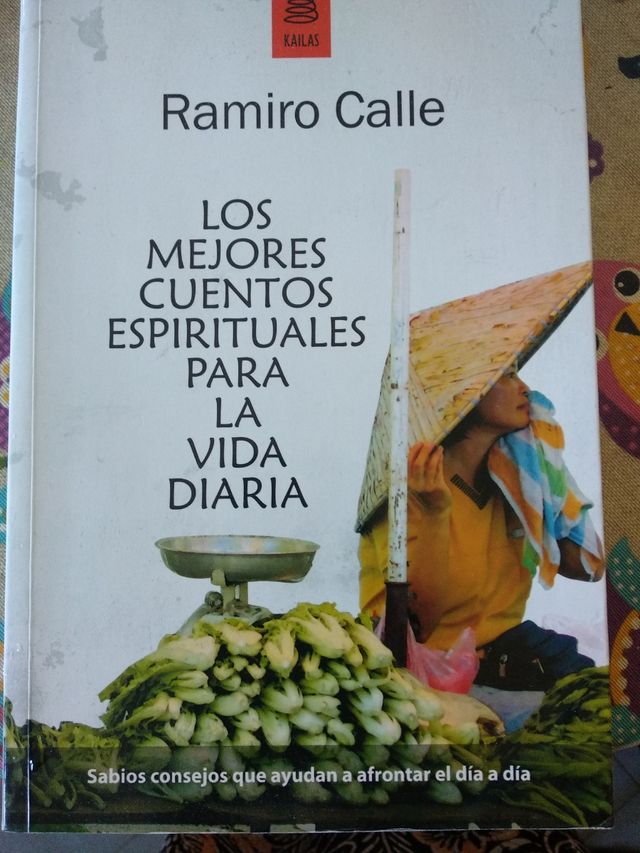 KAILAS
Ramiro Calle
LOS
MEJORES
CUENTOS
ESPIRITUALES
PARA
LA
VIDA
DIARIA
Sabios consejos que ayudan a afrontar el día a día